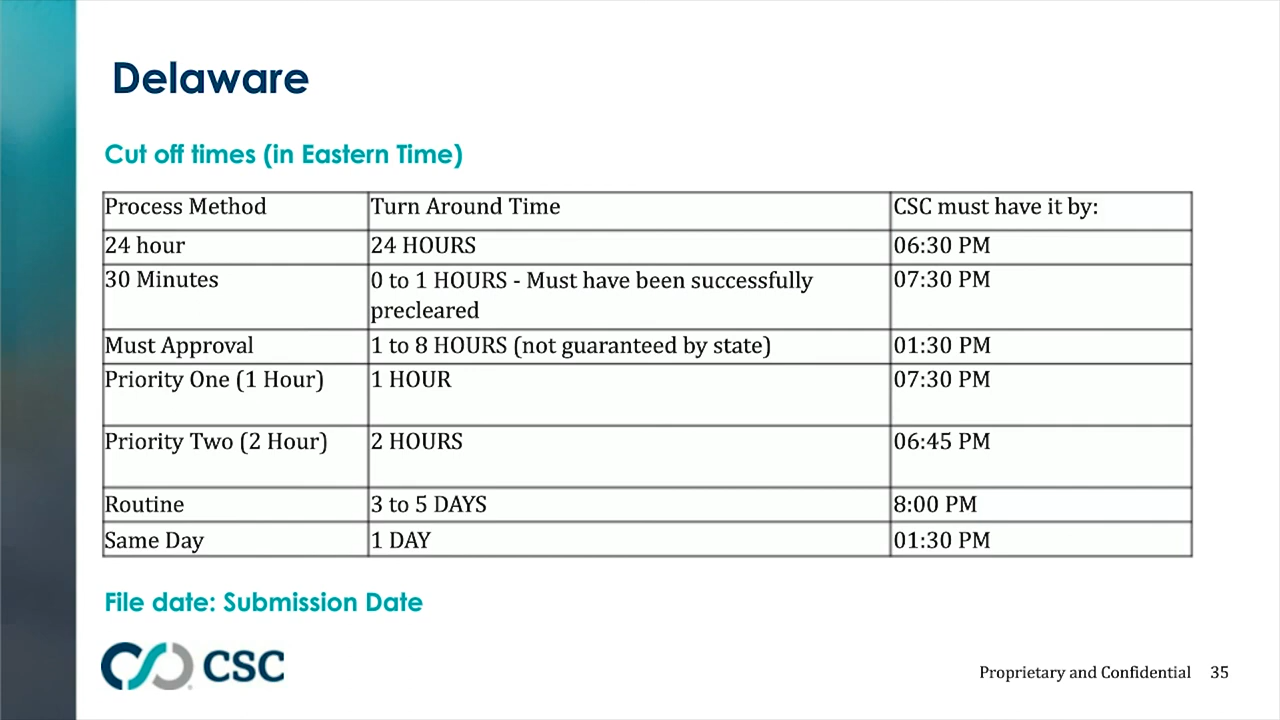 Delaware
Cut off times (in Eastern Time)
Process Method Turn Around Time CSC must have it by:
24 hour 24 HOURS 06:30 PM
30 Minutes 0 to 1 HOURS - Must have been successfully 07:30 PM
precleared
Must Approval 1 to 8 HOURS (not guaranteed by state) 01:30 PM
Priority One (1 Hour) 1 HOUR 07:30 PM
Priority Two (2 Hour) 2 HOURS 06:45 PM
Routine 3 to 5 DAYS 8:00 PM
Same Day 1 DAY 01:30 PM
File date: Submission Date
CSC
Proprietary and Confidential 35